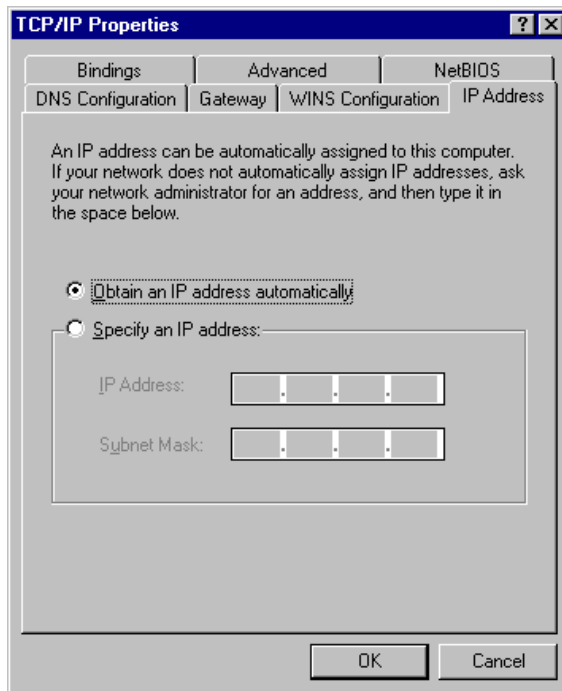 TCP/IP Properties
Bindings
Advanced
NetBIOS
DNS Configuration
Gateway
WINS Configuration
IP Address
An IP address can be automatically assigned to this computer.
If your network does not automatically assign IP addresses, ask
your network administrator for an address, and then type it in
the space below.
Obtain an IP address automatically
Specify an IP address:
IP Address:
Subnet Mask:
OK
Cancel